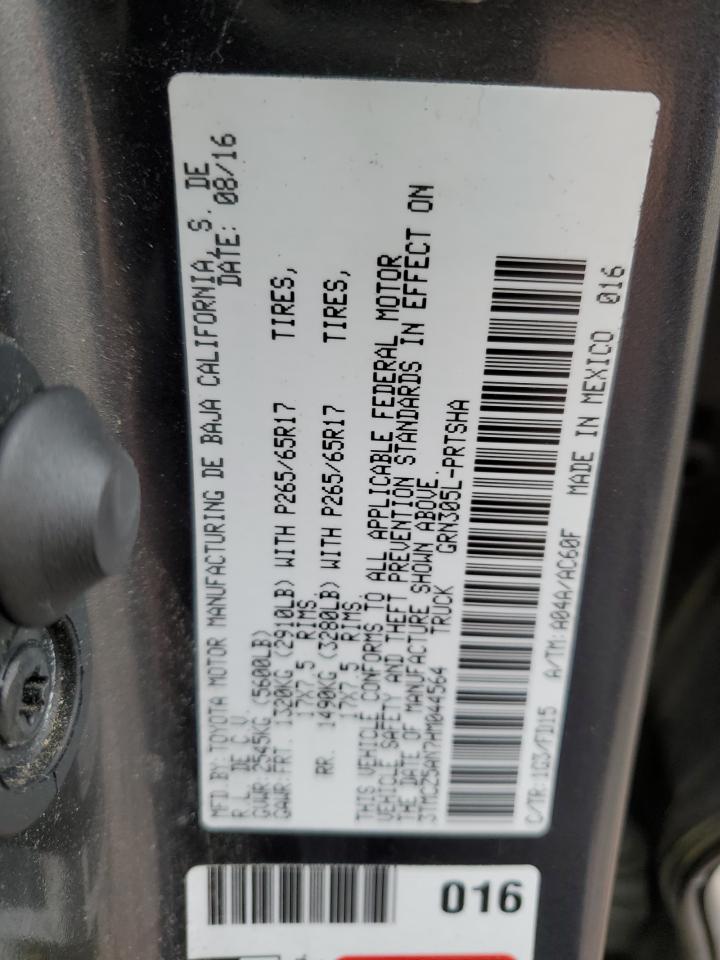 MFD.BY: TOYOTA MOTOR MANUFACTURING DE BAJA CALIFORNIA, S. DE
R.L. DE C.V. DATE: 08/16
GVWR: 2545KG (5600LB)
GAWR:FRT. 1320KG (2910LB) WITH P265/65R17 TIRES,
17X7.5 RIMS
RR. 1490KG (3280LB) WITH P265/65R17 TIRES,
17X7.5 RIMS.
THIS VEHICLE CONFORMS TO ALL APPLICABLE FEDERAL MOTOR
VEHICLE SAFETY AND THEFT PREVENTION STANDARDS IN EFFECT ON
THE DATE OF MANUFACTURE SHOWN ABOVE.
3TMCZ5AN7HM044564 TRUCK GRN305L-PRTSHA
C/TR:1G3/FD15 A/TM:A04A/AC60F MADE IN MEXICO 016
016